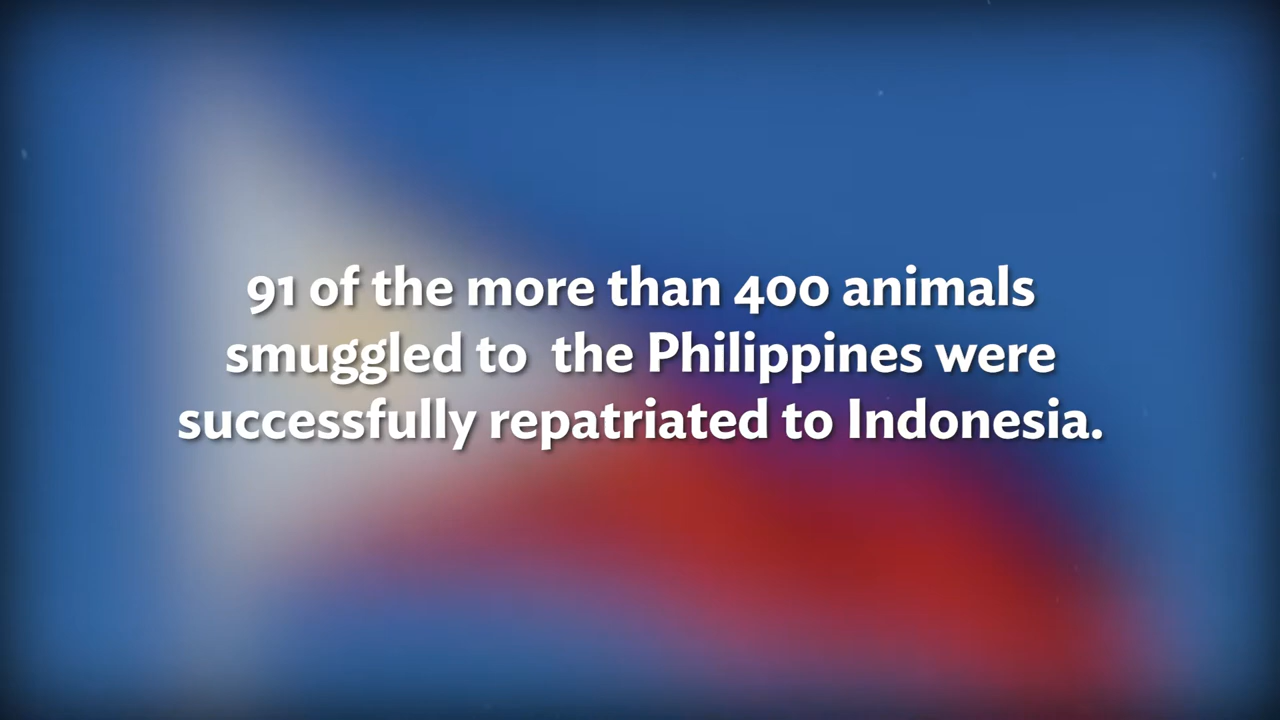 91 of the more than 400 animals
smuggled to  the Philippines were
successfully repatriated to Indonesia.